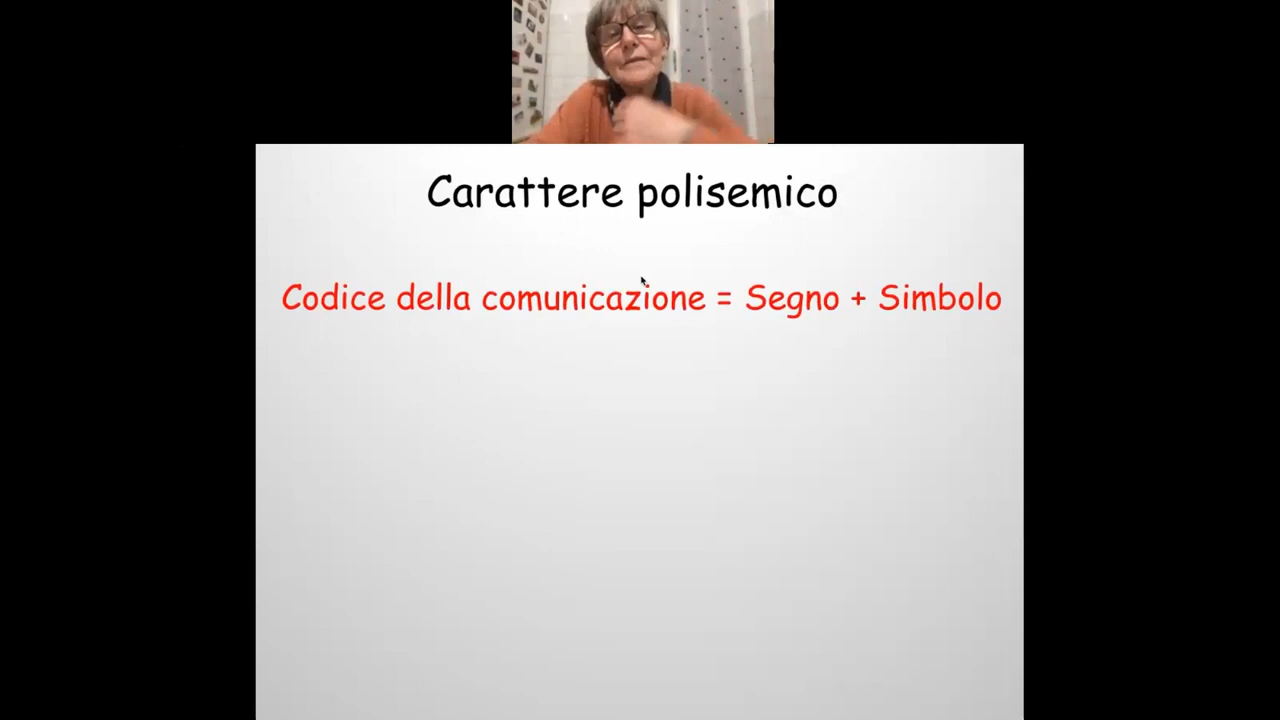 Carattere polisemico
Codice della comunicazione = Segno + Simbolo